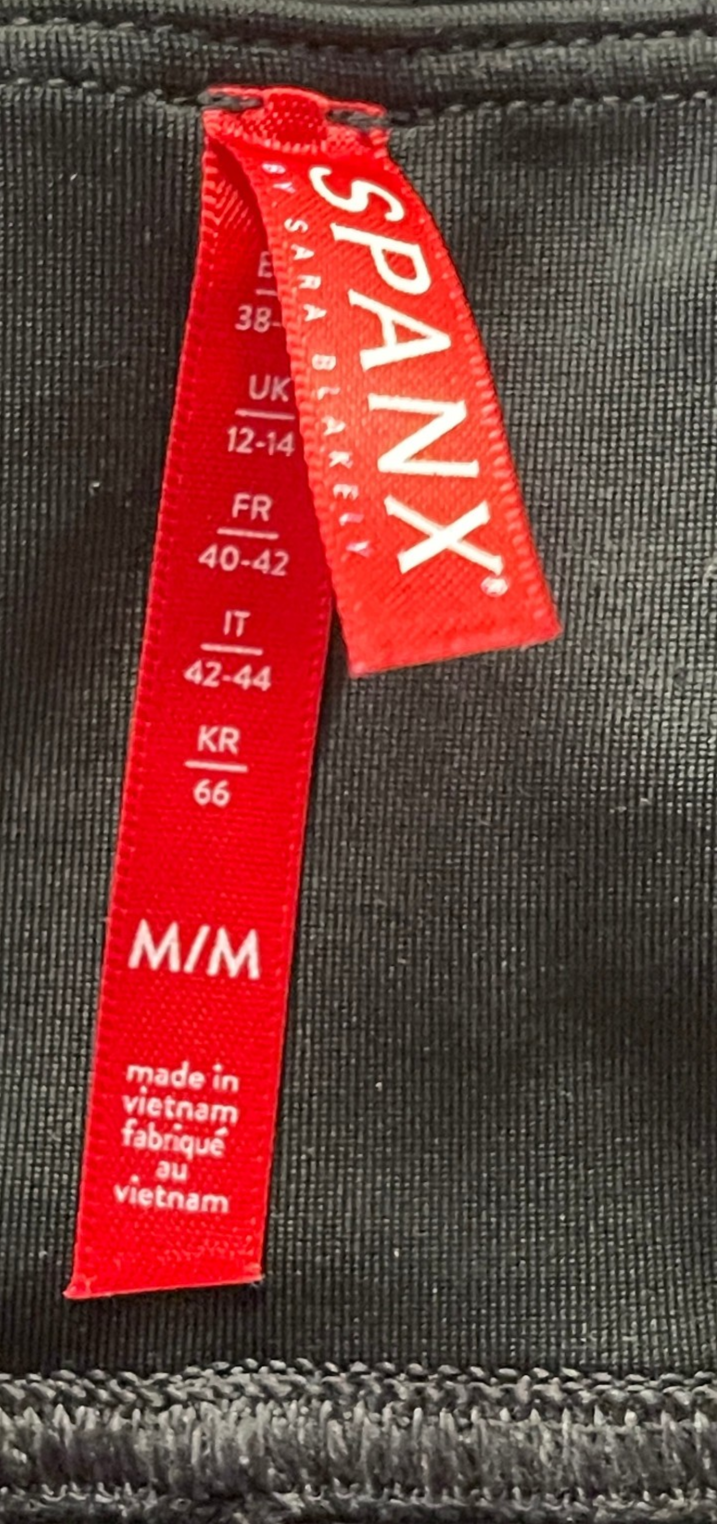 SPANX®
BY SARA BLAKELY
E
38-
UK
12-14
FR
40-42
IT
42-44
KR
66
M/M
made in
vietnam
fabriqué
au
vietnam